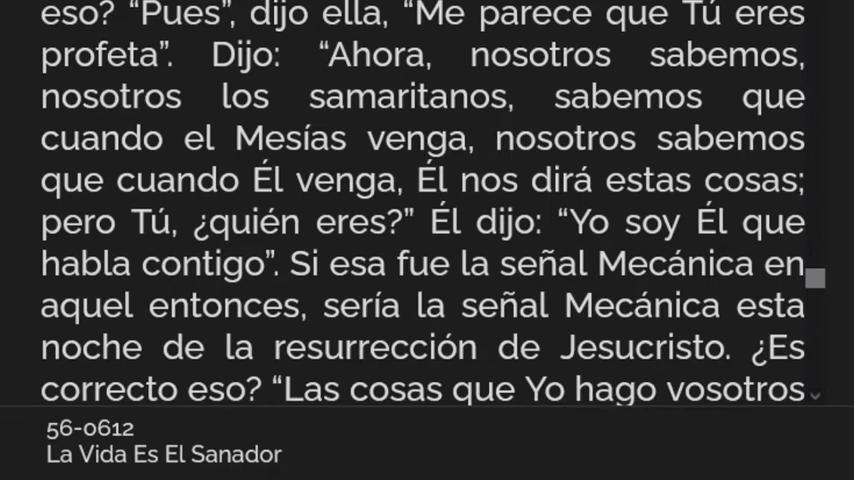 eso? “Pues”, dijo ella, “Me parece que Tú eres
profeta”. Dijo: “Ahora, nosotros sabemos,
nosotros los samaritanos, sabemos que
cuando el Mesías venga, nosotros sabemos
que cuando Él venga, Él nos dirá estas cosas;
pero Tú, ¿quién eres?” Él dijo: “Yo soy Él que
habla contigo”. Si esa fue la señal Mecánica en
aquel entonces, sería la señal Mecánica esta
noche de la resurrección de Jesucristo. ¿Es
correcto eso? “Las cosas que Yo hago vosotros
56-0612
La Vida Es El Sanador